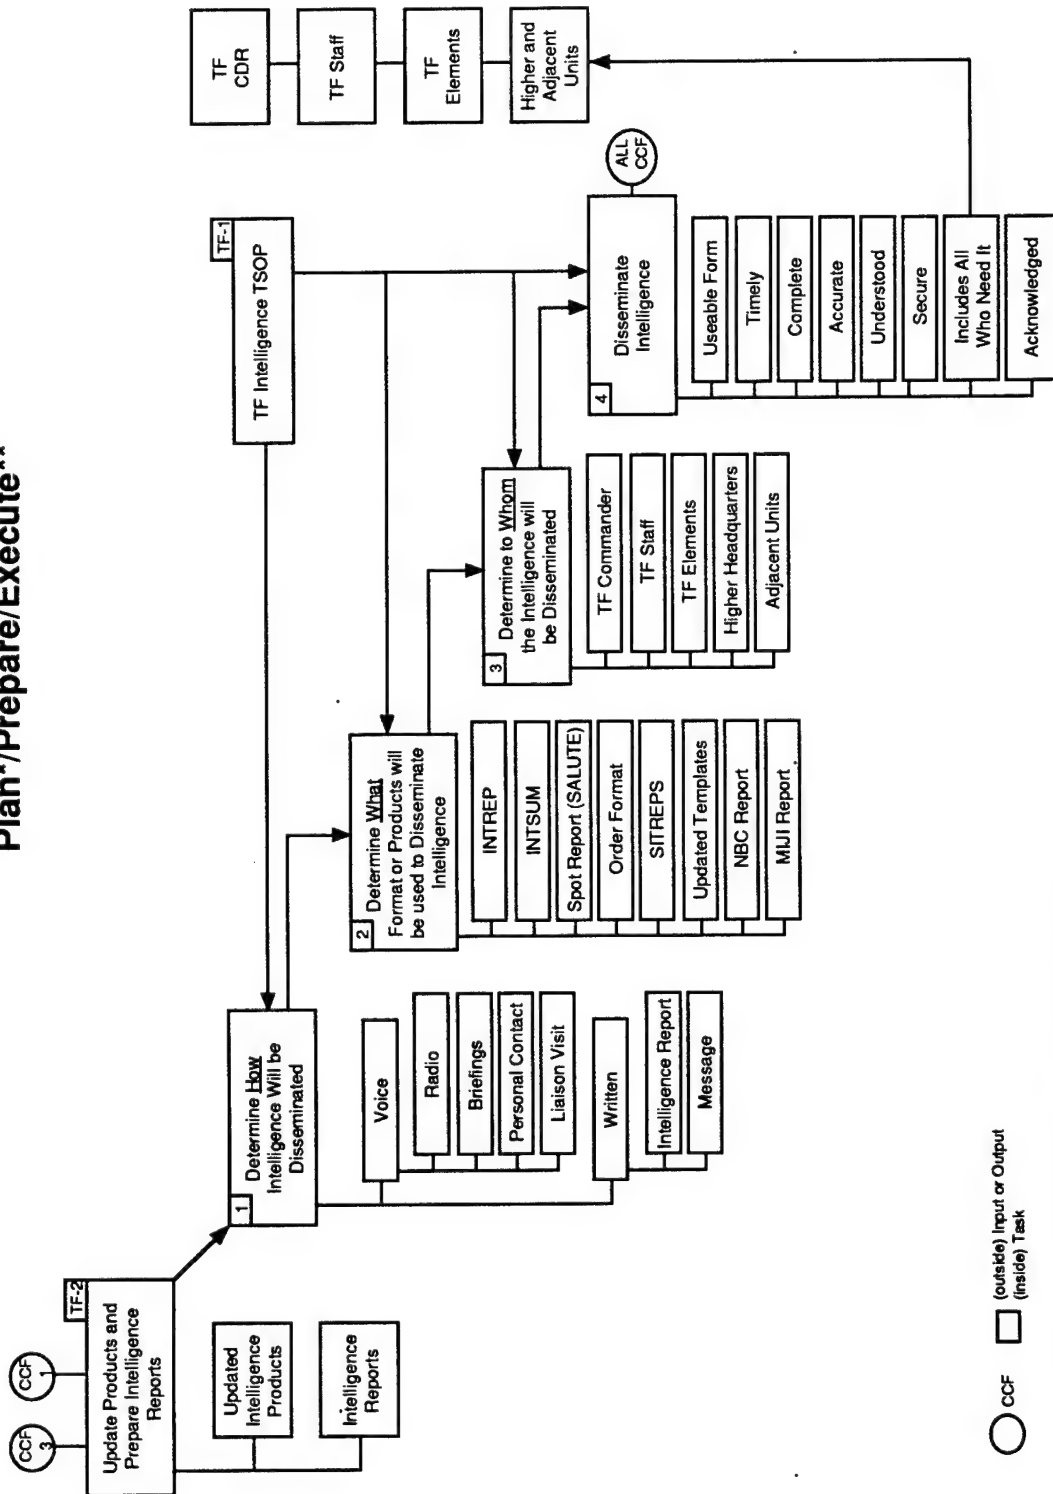 Plan*/Prepare/Execute**
CCF
3
CCF
1
TF-2
Update Products and
Prepare Intelligence
Reports
Updated
Intelligence
Products
Intelligence
Reports
TF-1
TF Intelligence TSOP
1
Determine How
Intelligence Will be
Disseminated
Voice
Radio
Briefings
Personal Contact
Liaison Visit
Written
Intelligence Report
Message
2
Determine What
Format or Products will
be used to Disseminate
Intelligence
INTREP
INTSUM
Spot Report (SALUTE)
Order Format
SITREPS
Updated Templates
NBC Report
MIJI Report
3
Determine to Whom
the Intelligence will
be Disseminated
TF Commander
TF Staff
TF Elements
Higher Headquarters
Adjacent Units
4
Disseminate
Intelligence
ALL
CCF
Useable Form
Timely
Complete
Accurate
Understood
Secure
Includes All
Who Need It
Acknowledged
TF
CDR
TF Staff
TF
Elements
Higher and
Adjacent
Units
CCF
(outside) Input or Output
(inside) Task